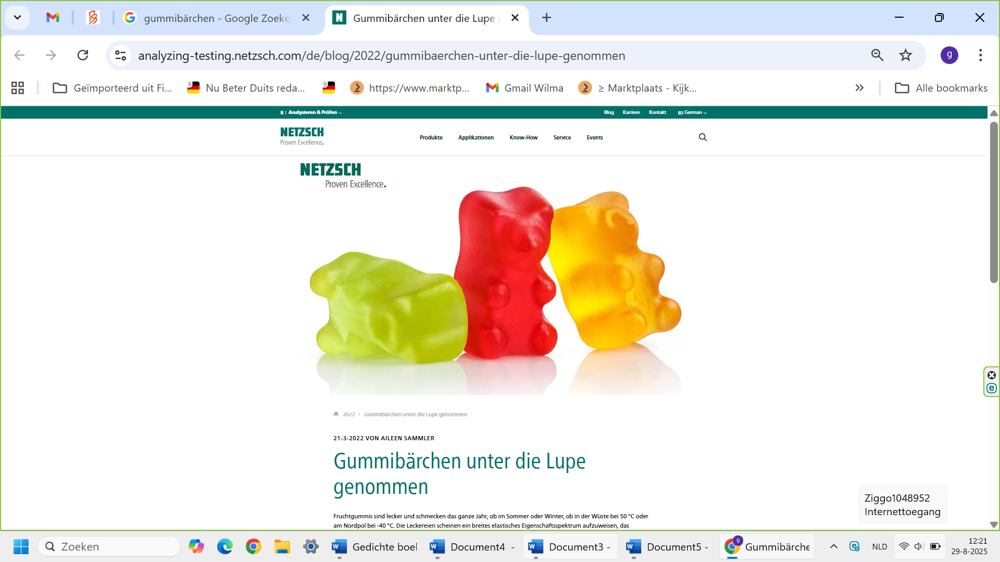 gummibärchen - Google Zoeke
Gummibärchen unter die Lupe
analyzing-testing.netzsch.com/de/blog/2022/gummibaerchen-unter-die-lupe-genommen
g
Geïmporteerd uit Fi...
Nu Beter Duits reda...
https://www.marktp...
Gmail Wilma
≥ Marktplaats - Kijk...
Alle bookmarks
Analysieren & Prüfen
Blog
Karriere
Kontakt
German
NETZSCH
Proven Excellence.
Produkte
Applikationen
Know-How
Service
Events
NETZSCH
Proven Excellence.
2022 > Gummibärchen unter die Lupe genommen
21-3-2022 VON AILEEN SAMMLER
Gummibärchen unter die Lupe
genommen
Fruchtgummis sind lecker und schmecken das ganze Jahr, ob im Sommer oder Winter, ob in der Wüste bei 50 °C oder
am Nordpol bei -40 °C. Die Leckereien scheinen ein breites elastisches Eigenschaftsspektrum aufzuweisen, das
Ziggo1048952
Internettoegang
Zoeken
Gedichte boel
Document4 -
Document3 -
Document5 -
Gummibärche
NLD
12:21
29-8-2025